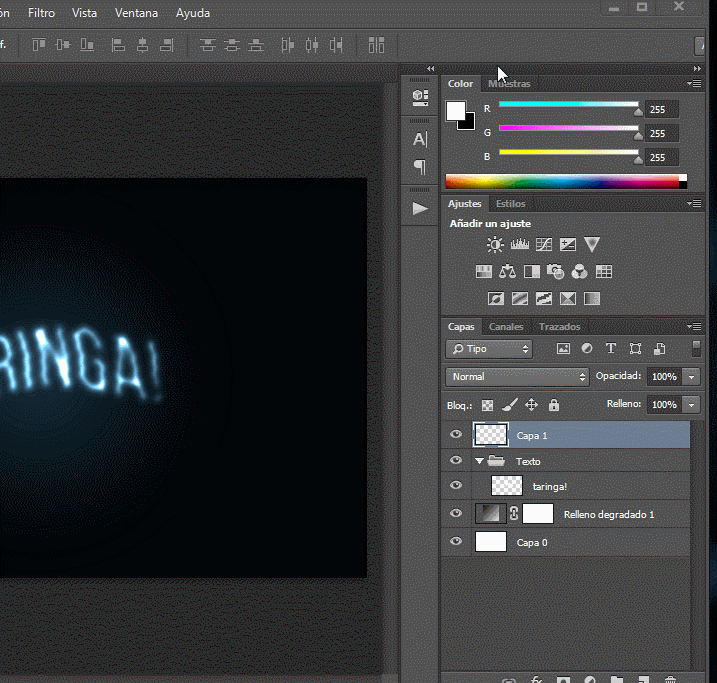 ón Filtro Vista Ventana Ayuda
f.
Color Muestras
R 255
G 255
B 255
Ajustes Estilos
Añadir un ajuste
Capas Canales Trazados
Tipo
Normal Opacidad: 100%
Bloq.: Relleno: 100%
Capa 1
Texto
taringa!
Relleno degradado 1
Capa 0
RINGA!